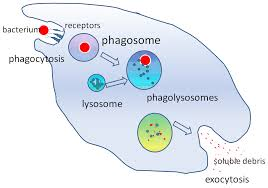 receptors
bacterium
phagosome
phagocytosis
lysosome
phagolysosomes
soluble debris
exocytosis